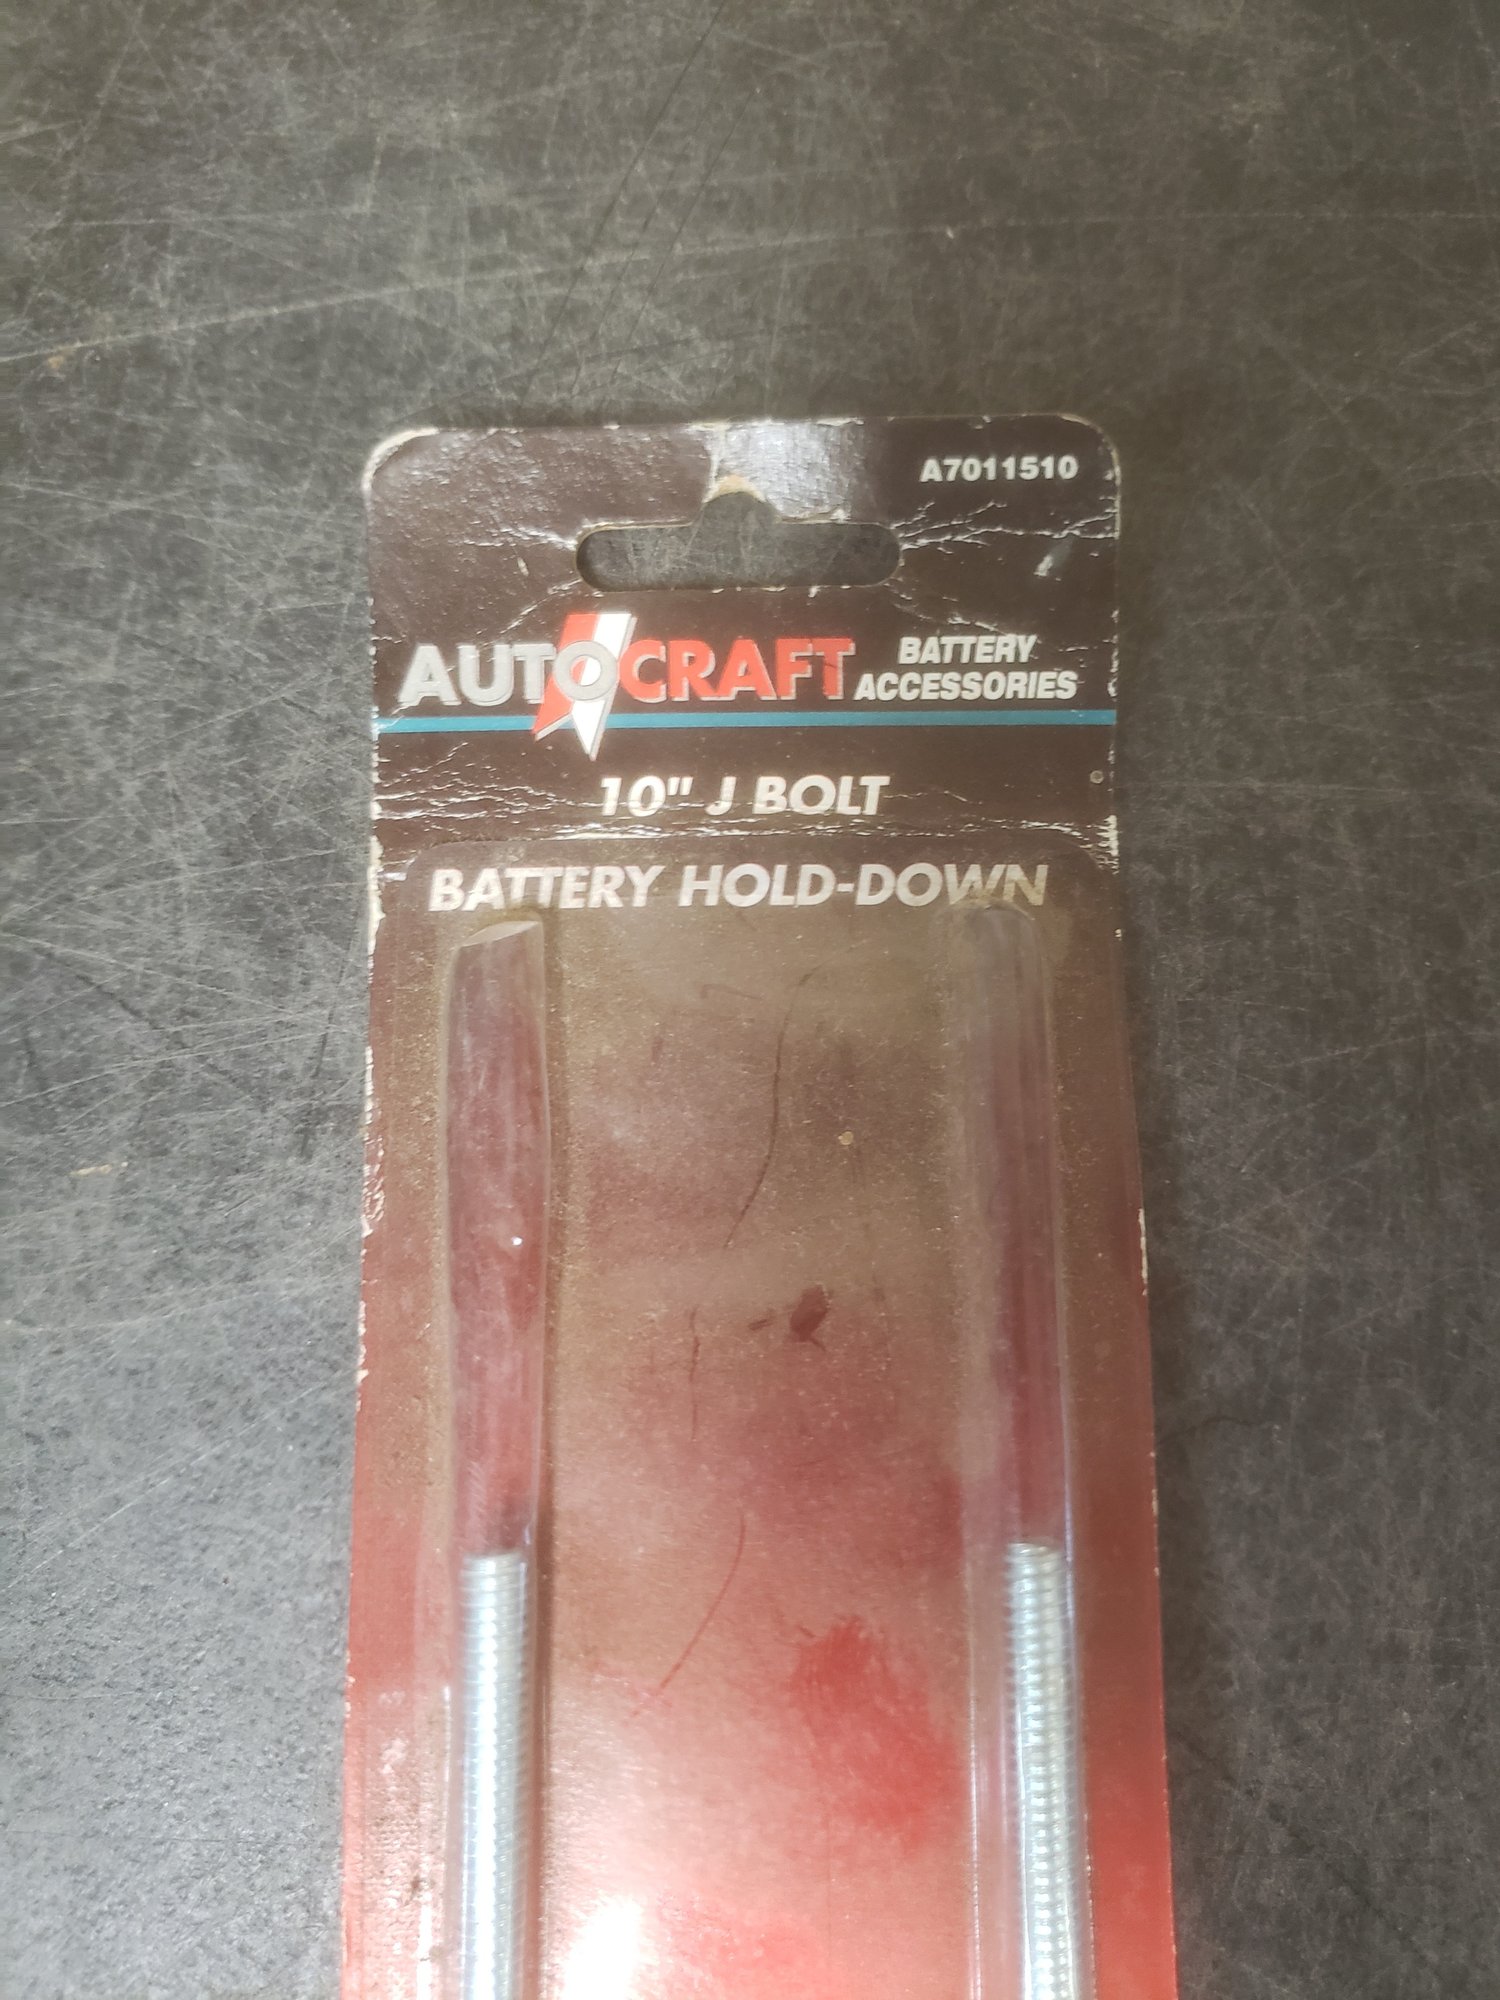 A7011510
AUTOCRAFT BATTERY
ACCESSORIES
10" J BOLT
BATTERY HOLD-DOWN